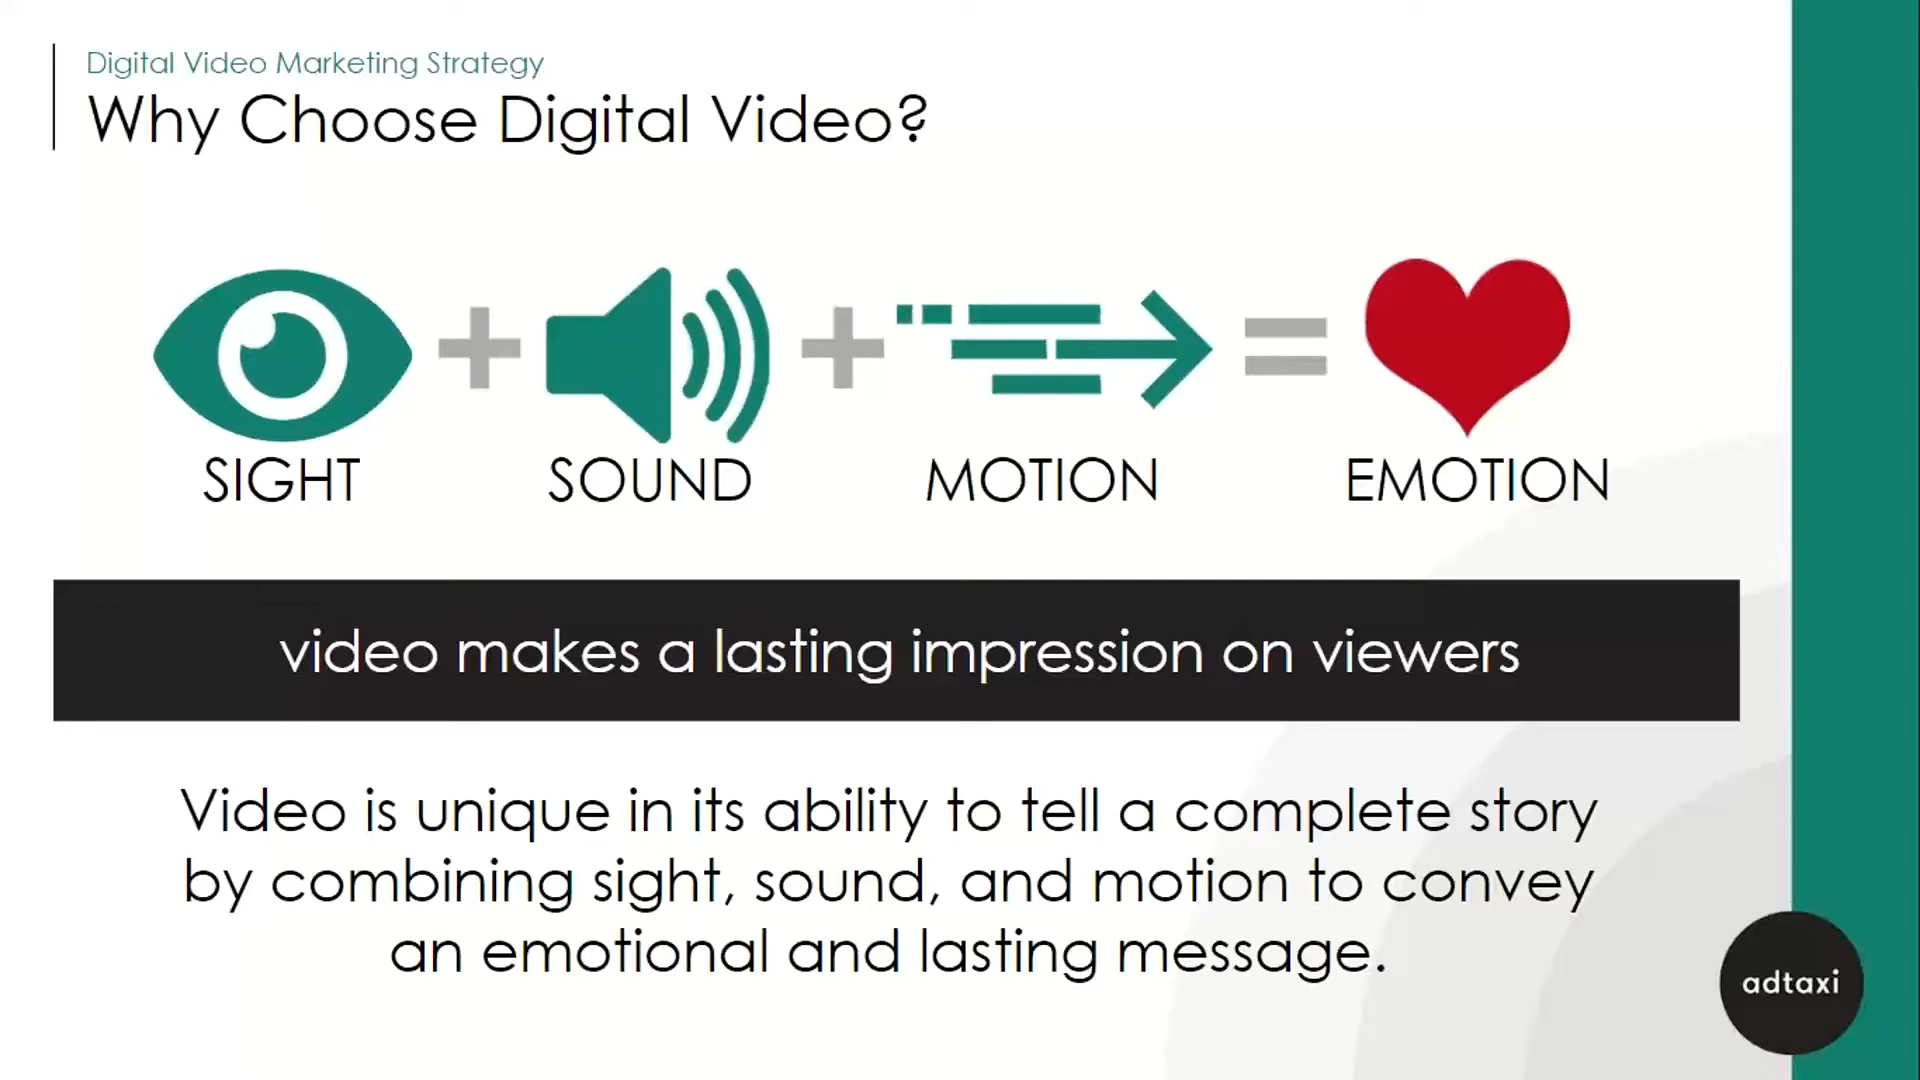 Digital Video Marketing Strategy
Why Choose Digital Video?
SIGHT
SOUND
MOTION
EMOTION
video makes a lasting impression on viewers
Video is unique in its ability to tell a complete story
by combining sight, sound, and motion to convey
an emotional and lasting message.
adtaxi